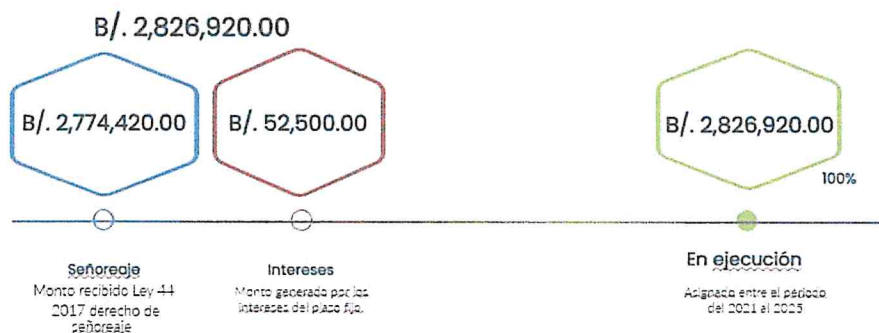 B/. 2,826,920.00
B/. 2,774,420.00
B/. 52,500.00
B/. 2,826,920.00
100%
Señoreaje
Monto recibido Ley 44
2017 derecho de
señoreaje
Intereses
Monto generado por los
intereses del plazo fijo.
En ejecución
Asignado entre el período
del 2021 al 2025